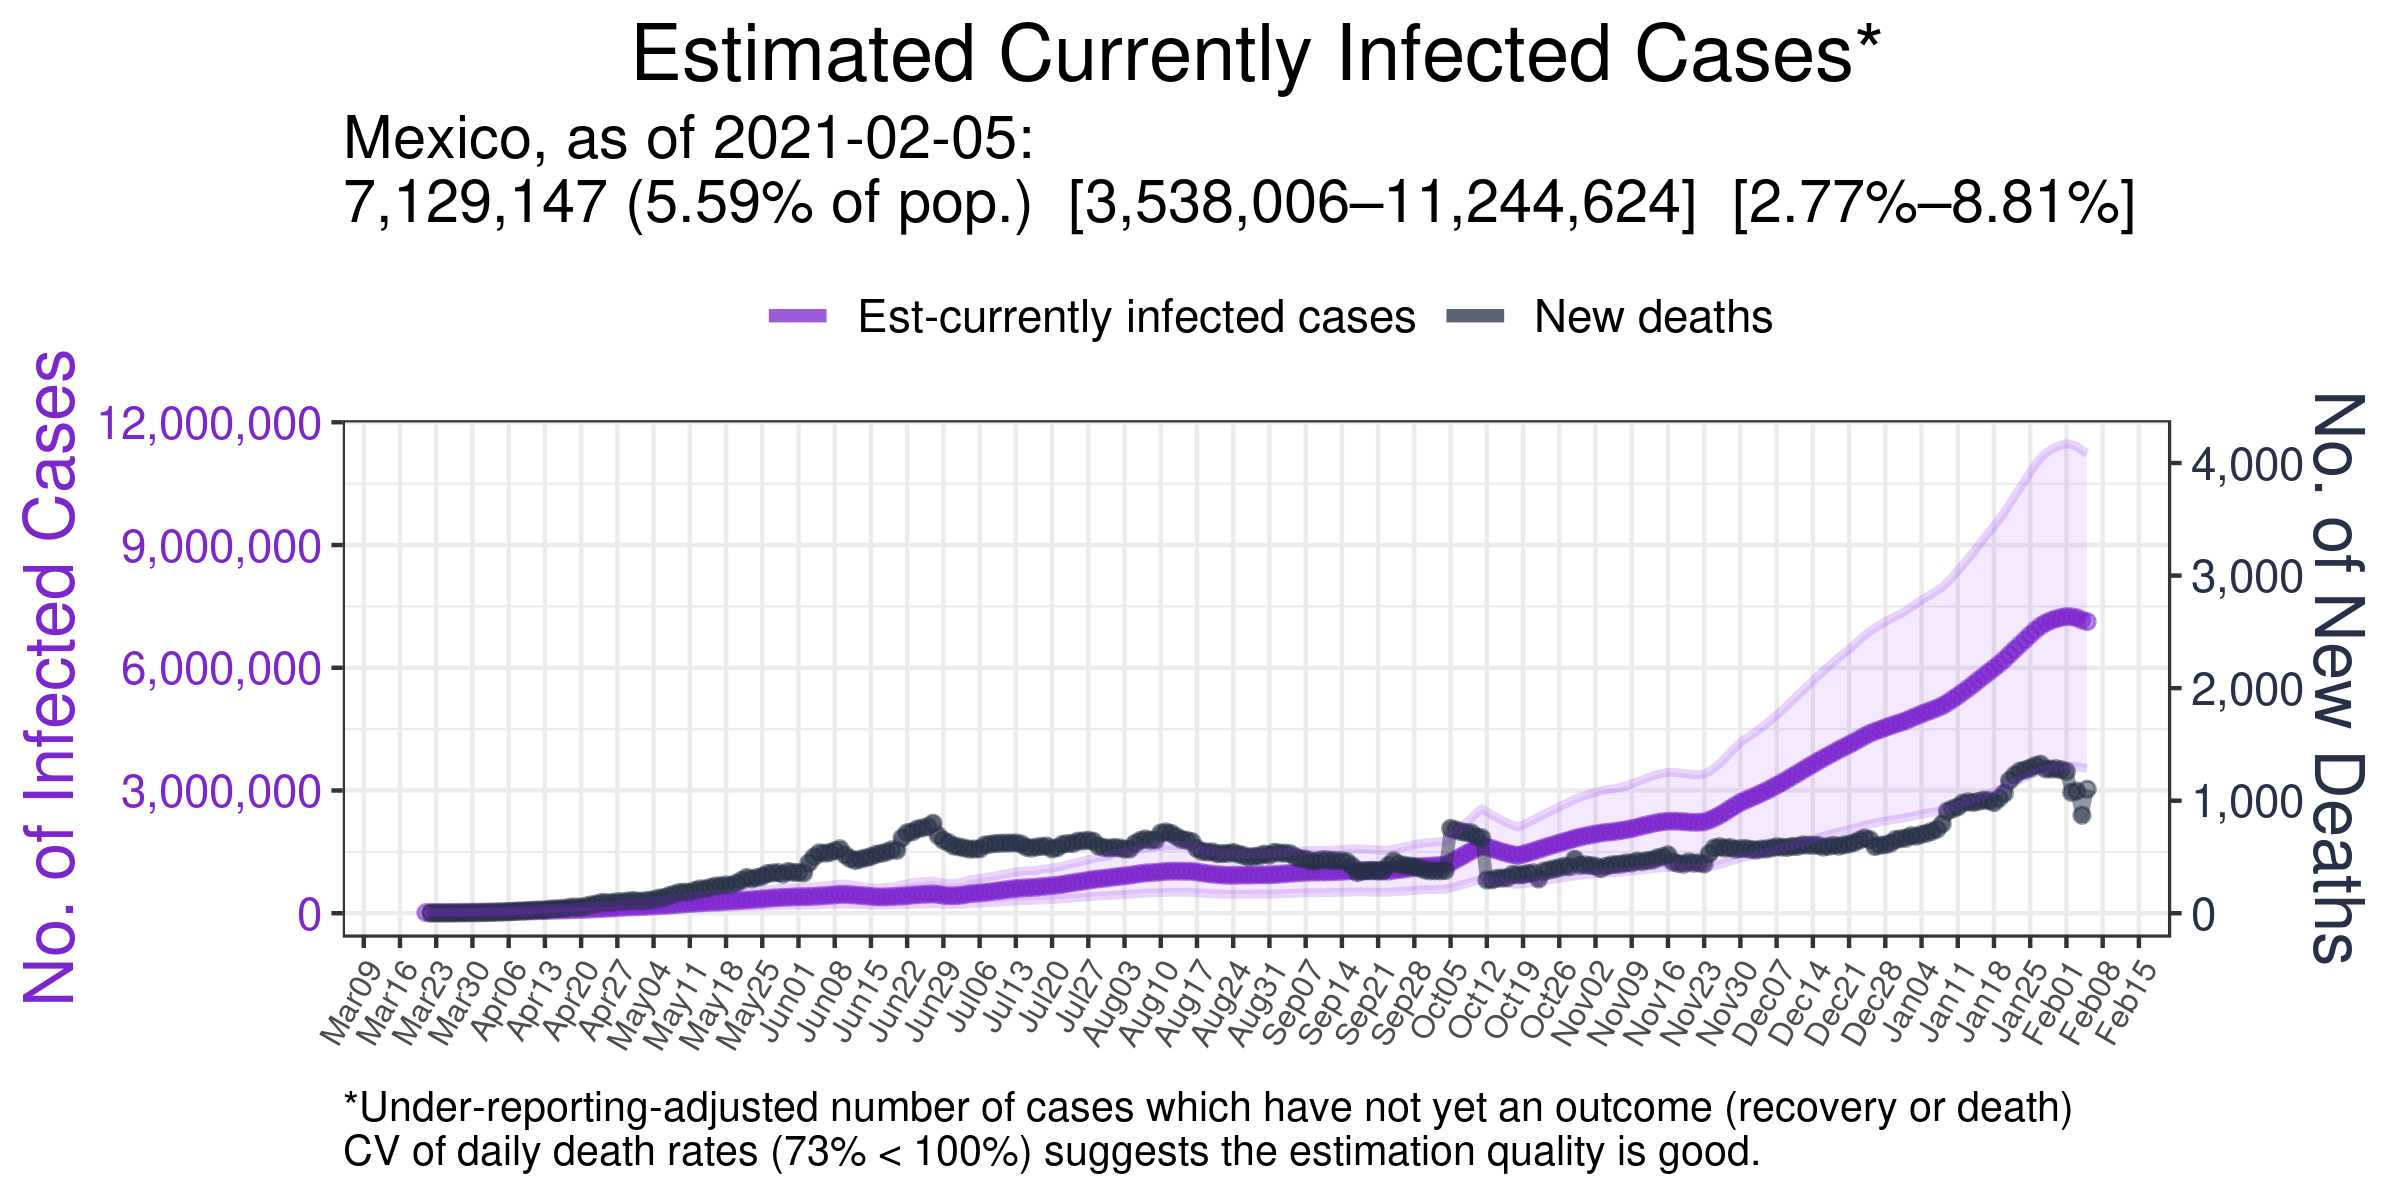 Estimated Currently Infected Cases*
Mexico, as of 2021-02-05:
7,129,147 (5.59% of pop.) [3,538,006–11,244,624] [2.77%–8.81%]
Est-currently infected cases New deaths
No. of Infected Cases
12,000,000
9,000,000
6,000,000
3,000,000
0
4,000
3,000
2,000
1,000
0
No. of New Deaths
Mar09 Mar16 Mar23 Mar30 Apr06 Apr13 Apr20 Apr27 May04 May11 May18 May25 Jun01 Jun08 Jun15 Jun22 Jun29 Jul06 Jul13 Jul20 Jul27 Aug03 Aug10 Aug17 Aug24 Aug31 Sep07 Sep14 Sep21 Sep28 Oct05 Oct12 Oct19 Oct26 Nov02 Nov09 Nov16 Nov23 Nov30 Dec07 Dec14 Dec21 Dec28 Jan04 Jan11 Jan18 Jan25 Feb01 Feb08 Feb15
*Under-reporting-adjusted number of cases which have not yet an outcome (recovery or death)
CV of daily death rates (73% < 100%) suggests the estimation quality is good.